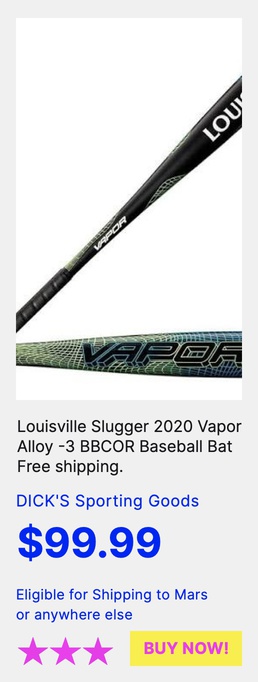 LOUI
VAPOR
VAPOR
Louisville Slugger 2020 Vapor
Alloy -3 BBCOR Baseball Bat
Free shipping.
DICK'S Sporting Goods
$99.99
Eligible for Shipping to Mars
or anywhere else
BUY NOW!